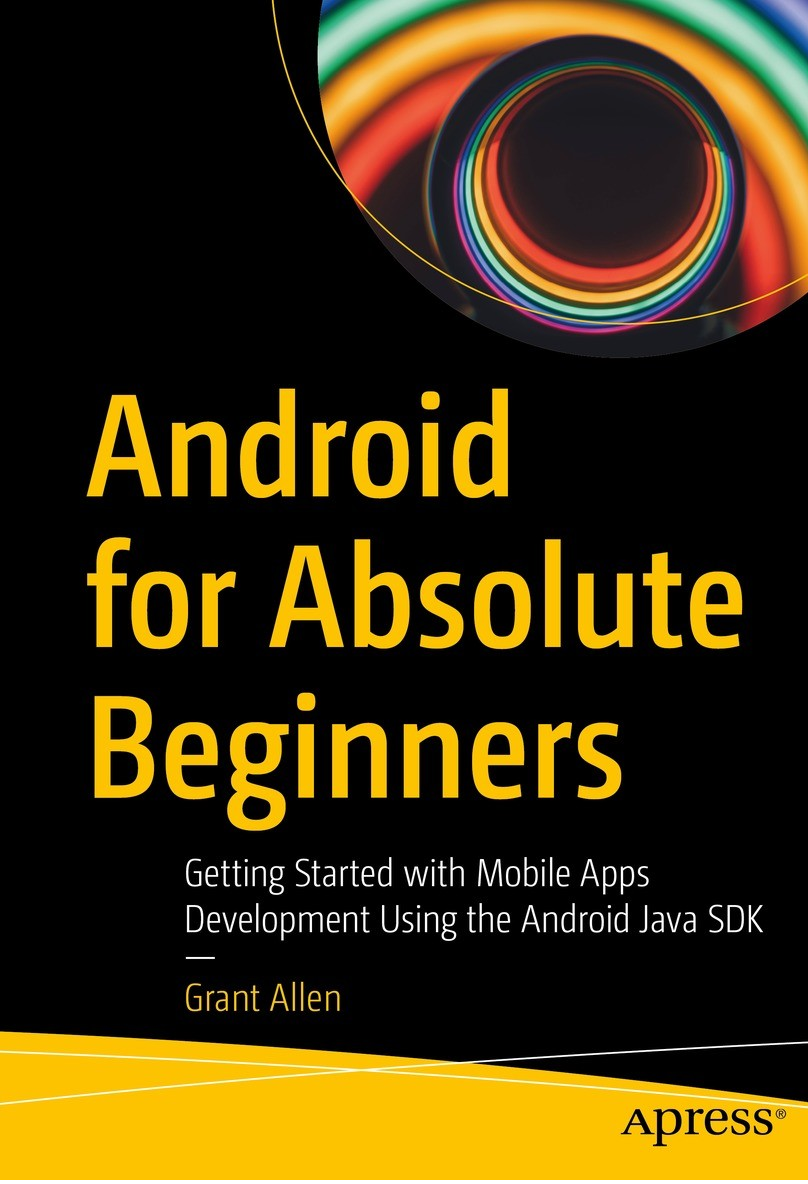 Android
for Absolute
Beginners
Getting Started with Mobile Apps
Development Using the Android Java SDK
—
Grant Allen
Apress®